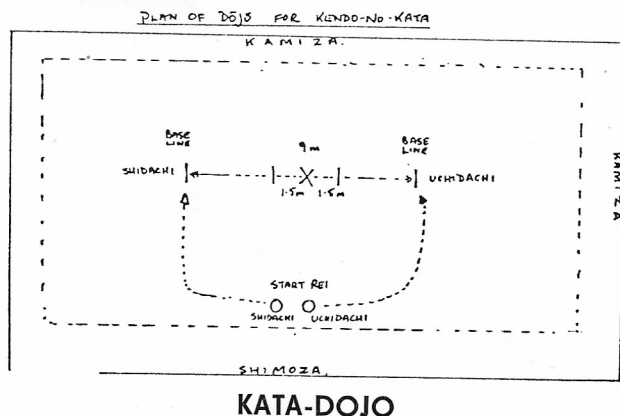 PLAN OF DŌJŌ FOR KENDO-NO-KATA
KAMIZA.
BASE LINE
9m
BASE LINE
SHIDACHI
UCHIDACHI
1.5m 1.5m
KAMIZA
START REI
SHIDACHI UCHIDACHI
SHIMOZA.
KATA-DOJO